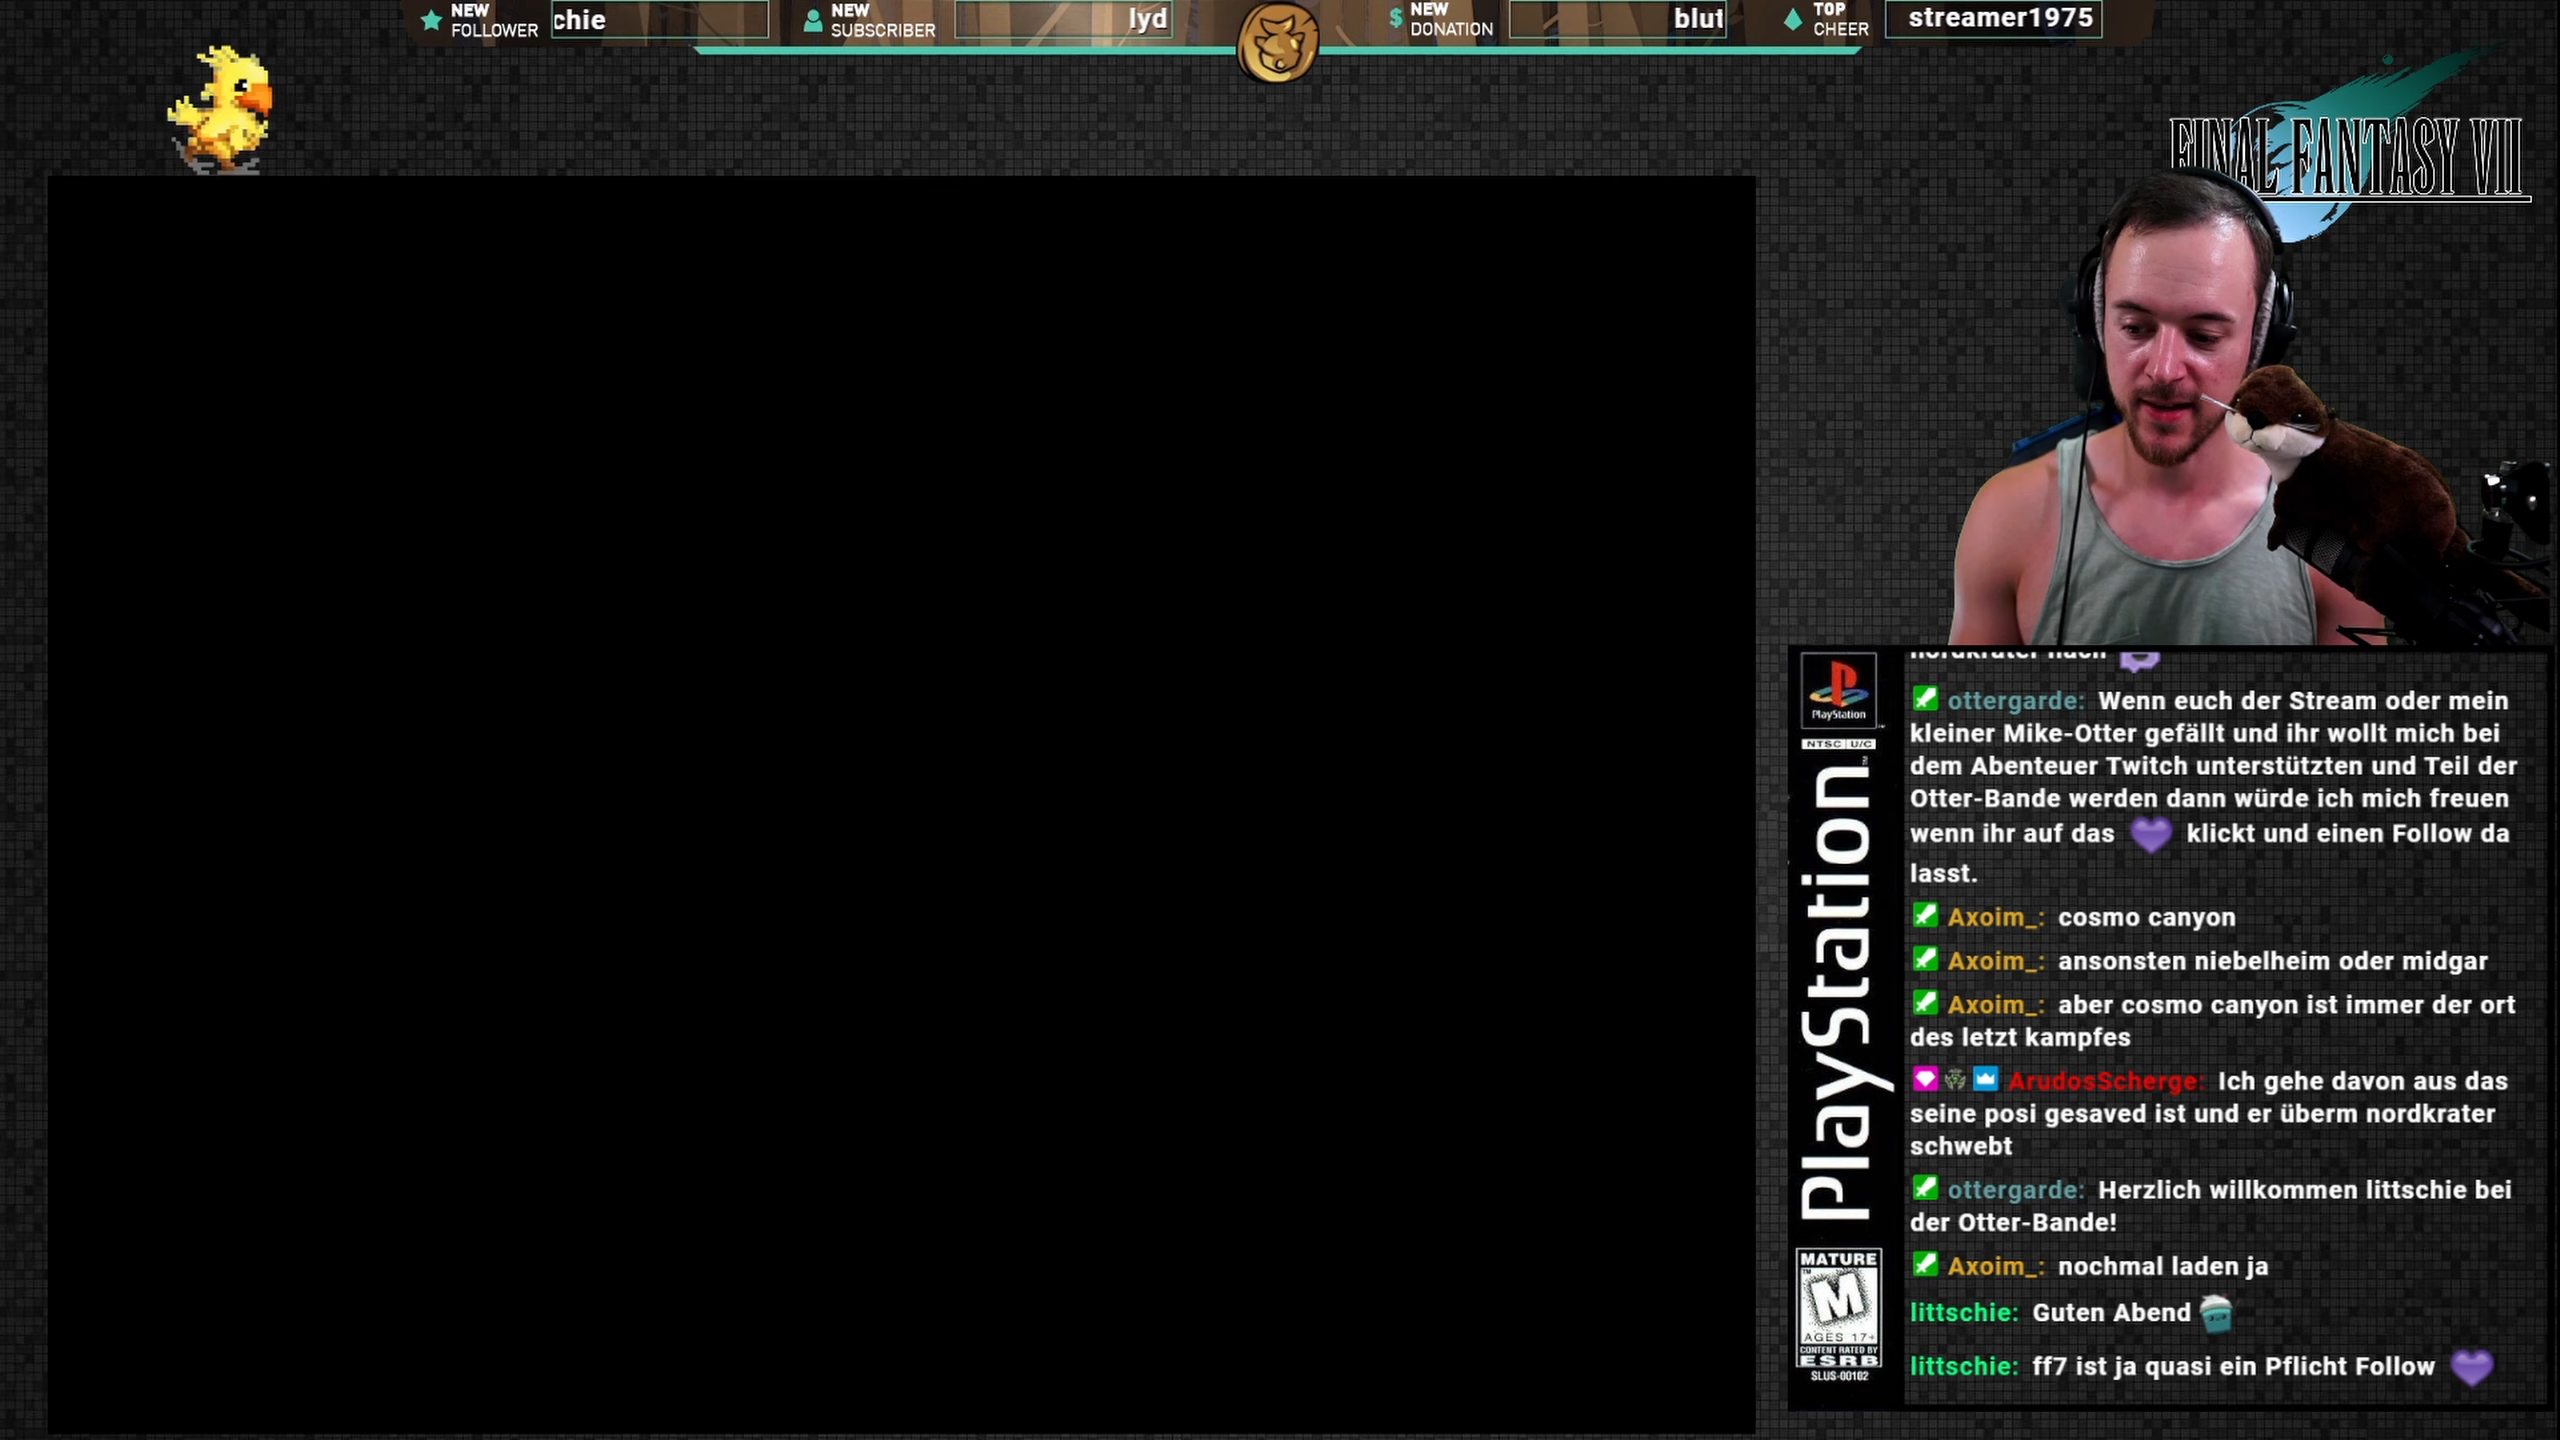 NEW
FOLLOWER
chie
NEW
SUBSCRIBER
lyd
NEW
DONATION
blut
TOP
CHEER
streamer1975
FINAL FANTASY VII
PlayStation
NTSC U/C
PlayStation
MATURE
M
AGES 17+
CONTENT RATED BY
ESRB
SLUS-00102
nordkrater nach
ottergarde: Wenn euch der Stream oder mein
kleiner Mike-Otter gefällt und ihr wollt mich bei
dem Abenteuer Twitch unterstützten und Teil der
Otter-Bande werden dann würde ich mich freuen
wenn ihr auf das klickt und einen Follow da
lasst.
Axoim_: cosmo canyon
Axoim_: ansonsten niebelheim oder midgar
Axoim_: aber cosmo canyon ist immer der ort
des letzt kampfes
ArudosScherge: Ich gehe davon aus das
seine posi gesaved ist und er überm nordkrater
schwebt
ottergarde: Herzlich willkommen littschie bei
der Otter-Bande!
Axoim_: nochmal laden ja
littschie: Guten Abend
littschie: ff7 ist ja quasi ein Pflicht Follow